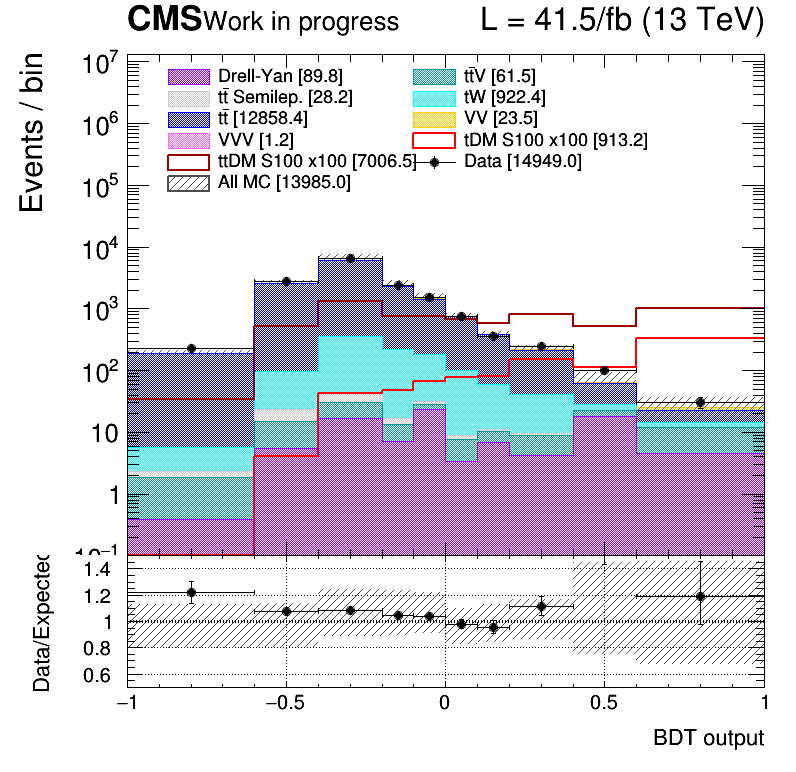 CMS Work in progress L = 41.5/fb (13 TeV)
Events / bin
10⁷
10⁶
10⁵
10⁴
10³
10²
10
1
10⁻¹
Drell-Yan [89.8] tt̄V [61.5]
tt̄ Semilep. [28.2] tW [922.4]
tt̄ [12858.4] VV [23.5]
VVV [1.2] tDM S100 x100 [913.2]
ttDM S100 x100 [7006.5] Data [14949.0]
All MC [13985.0]
Data/Expected
1.4
1.2
1
0.8
0.6
−1 −0.5 0 0.5 1
BDT output